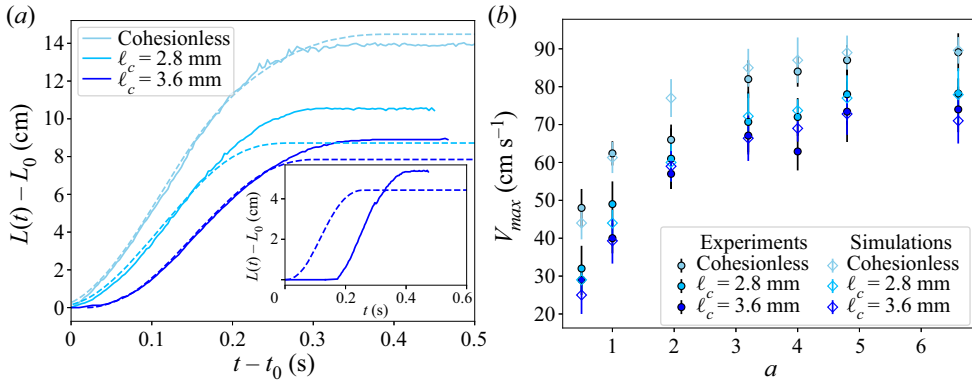 (a)
14
12
10
8
6
4
2
0
L(t) – L₀ (cm)
Cohesionless
ℓc = 2.8 mm
ℓc = 3.6 mm
0
0.1
0.2
0.3
0.4
0.5
t – t₀ (s)
4
2
0
L(t) – L₀ (cm)
0
0.2
0.4
0.6
t (s)
(b)
90
80
70
60
50
40
30
20
Vmax (cm s⁻¹)
Experiments Simulations
Cohesionless Cohesionless
ℓc = 2.8 mm ℓc = 2.8 mm
ℓc = 3.6 mm ℓc = 3.6 mm
1
2
3
4
5
6
a